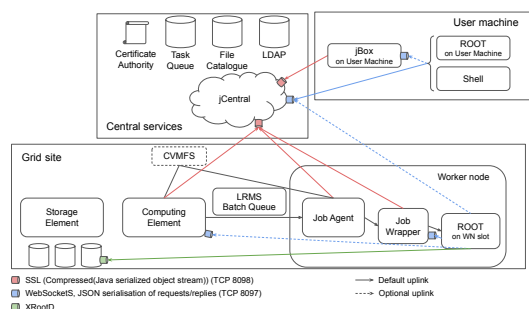 User machine
Certificate
Authority
Task
Queue
File
Catalogue
LDAP
jBox
on User Machine
ROOT
on User Machine
Shell
jCentral
Central services
Grid site
CVMFS
Worker node
LRMS
Batch Queue
Storage
Element
Computing
Element
Job Agent
Job
Wrapper
ROOT
on WN slot
SSL (Compressed(Java serialized object stream)) (TCP 8098)
Default uplink
WebSocketS, JSON serialisation of requests/replies (TCP 8097)
Optional uplink
XRootD